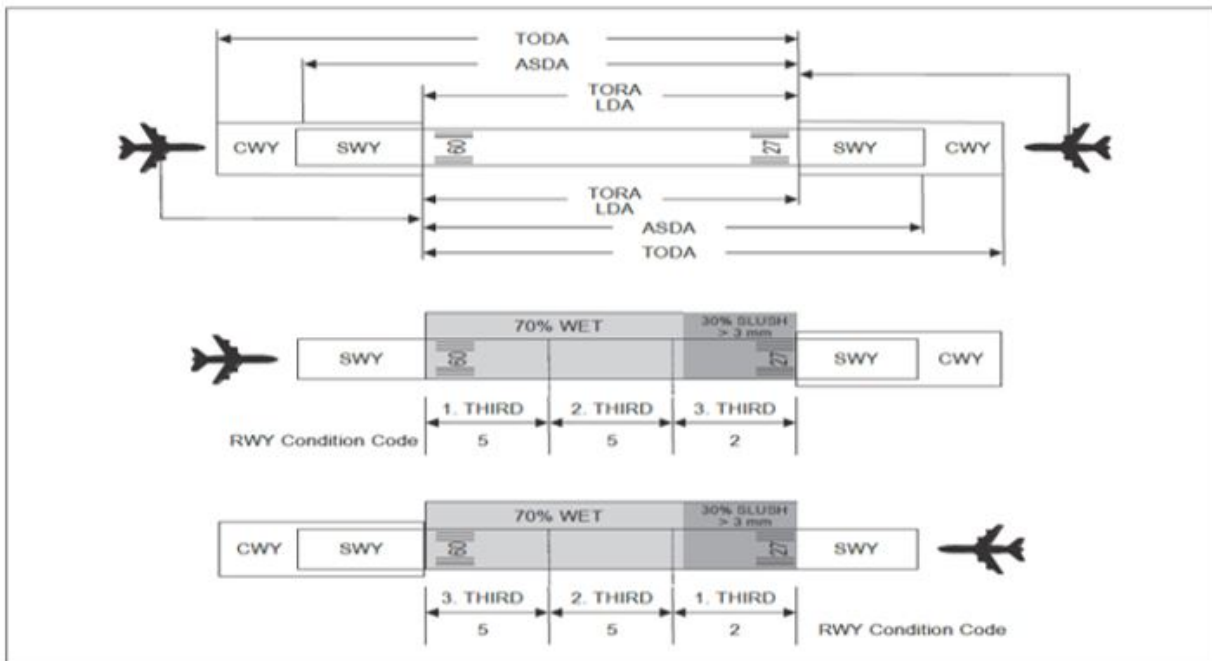 TODA
ASDA
TORA
LDA
CWY SWY 09 27 SWY CWY
TORA
LDA
ASDA
TODA
70% WET 30% SLUSH
> 3 mm
SWY 09 27 SWY CWY
1. THIRD 2. THIRD 3. THIRD
RWY Condition Code 5 5 2
70% WET 30% SLUSH
> 3 mm
CWY SWY 09 27 SWY
3. THIRD 2. THIRD 1. THIRD
5 5 2 RWY Condition Code